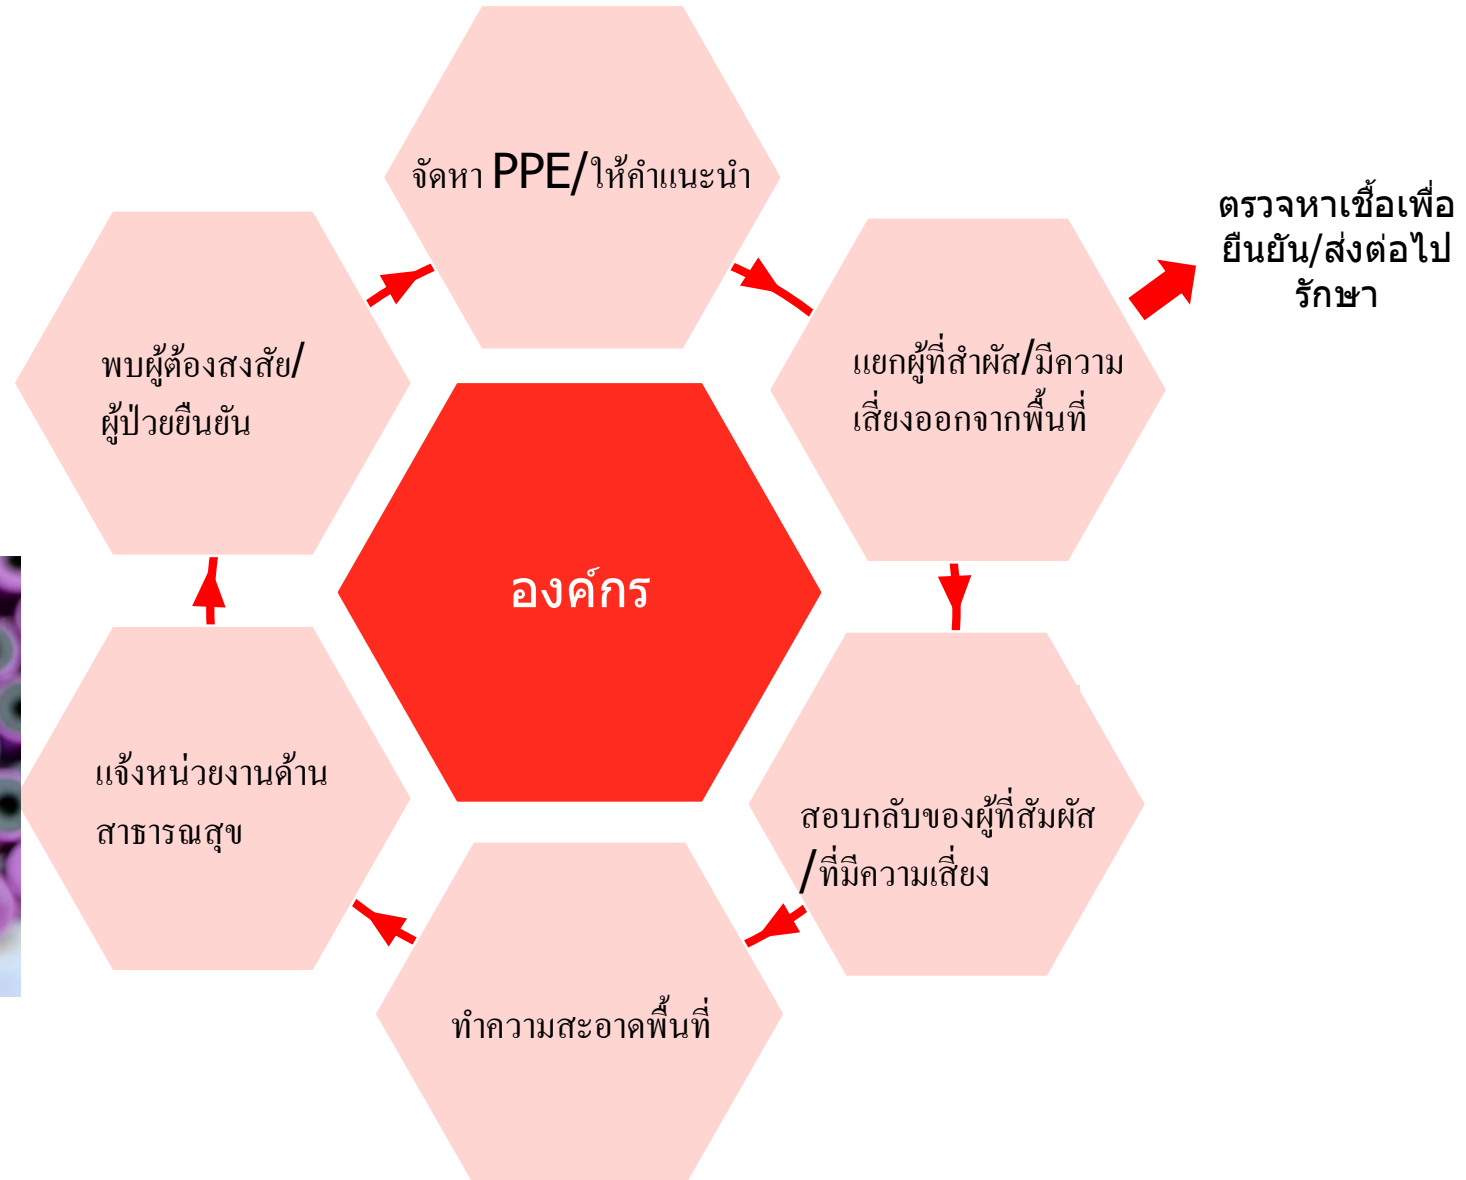 จัดหา PPE/ให้คำแนะนำ
ตรวจหาเชื้อเพื่อ
ยืนยัน/ส่งต่อไป
รักษา
พบผู้ต้องสงสัย/
ผู้ป่วยยืนยัน
แยกผู้ที่สำผัส/มีความ
เสี่ยงออกจากพื้นที่
องค์กร
แจ้งหน่วยงานด้าน
สาธารณสุข
สอบกลับของผู้ที่สัมผัส
/ที่มีความเสี่ยง
ทำความสะอาดพื้นที่